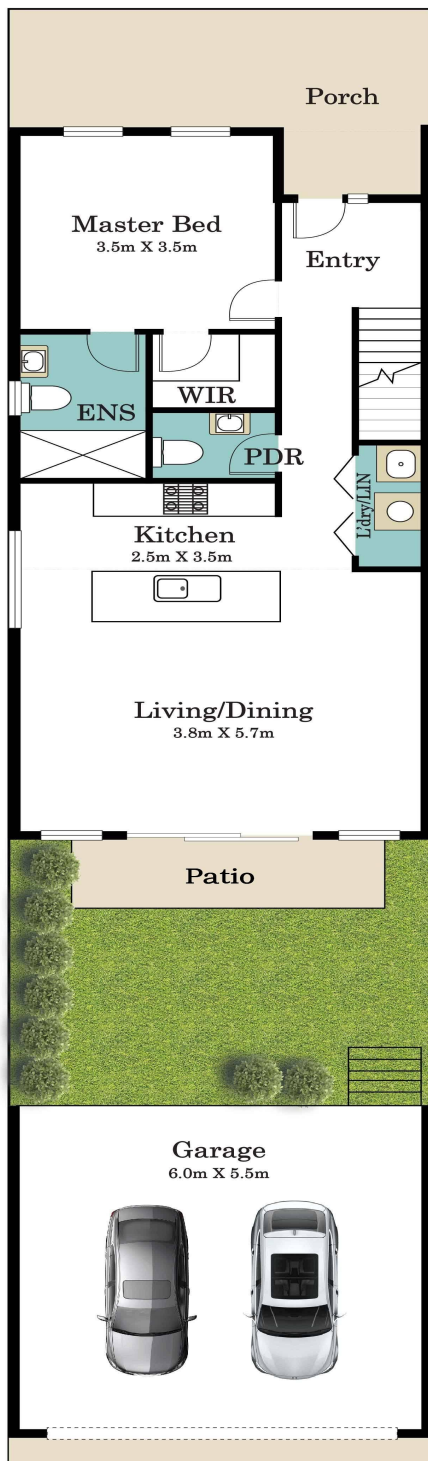 Porch
Master Bed
3.5m X 3.5m
Entry
WIR
ENS
PDR
L'dry/LIN
Kitchen
2.5m X 3.5m
Living/Dining
3.8m X 5.7m
Patio
Garage
6.0m X 5.5m